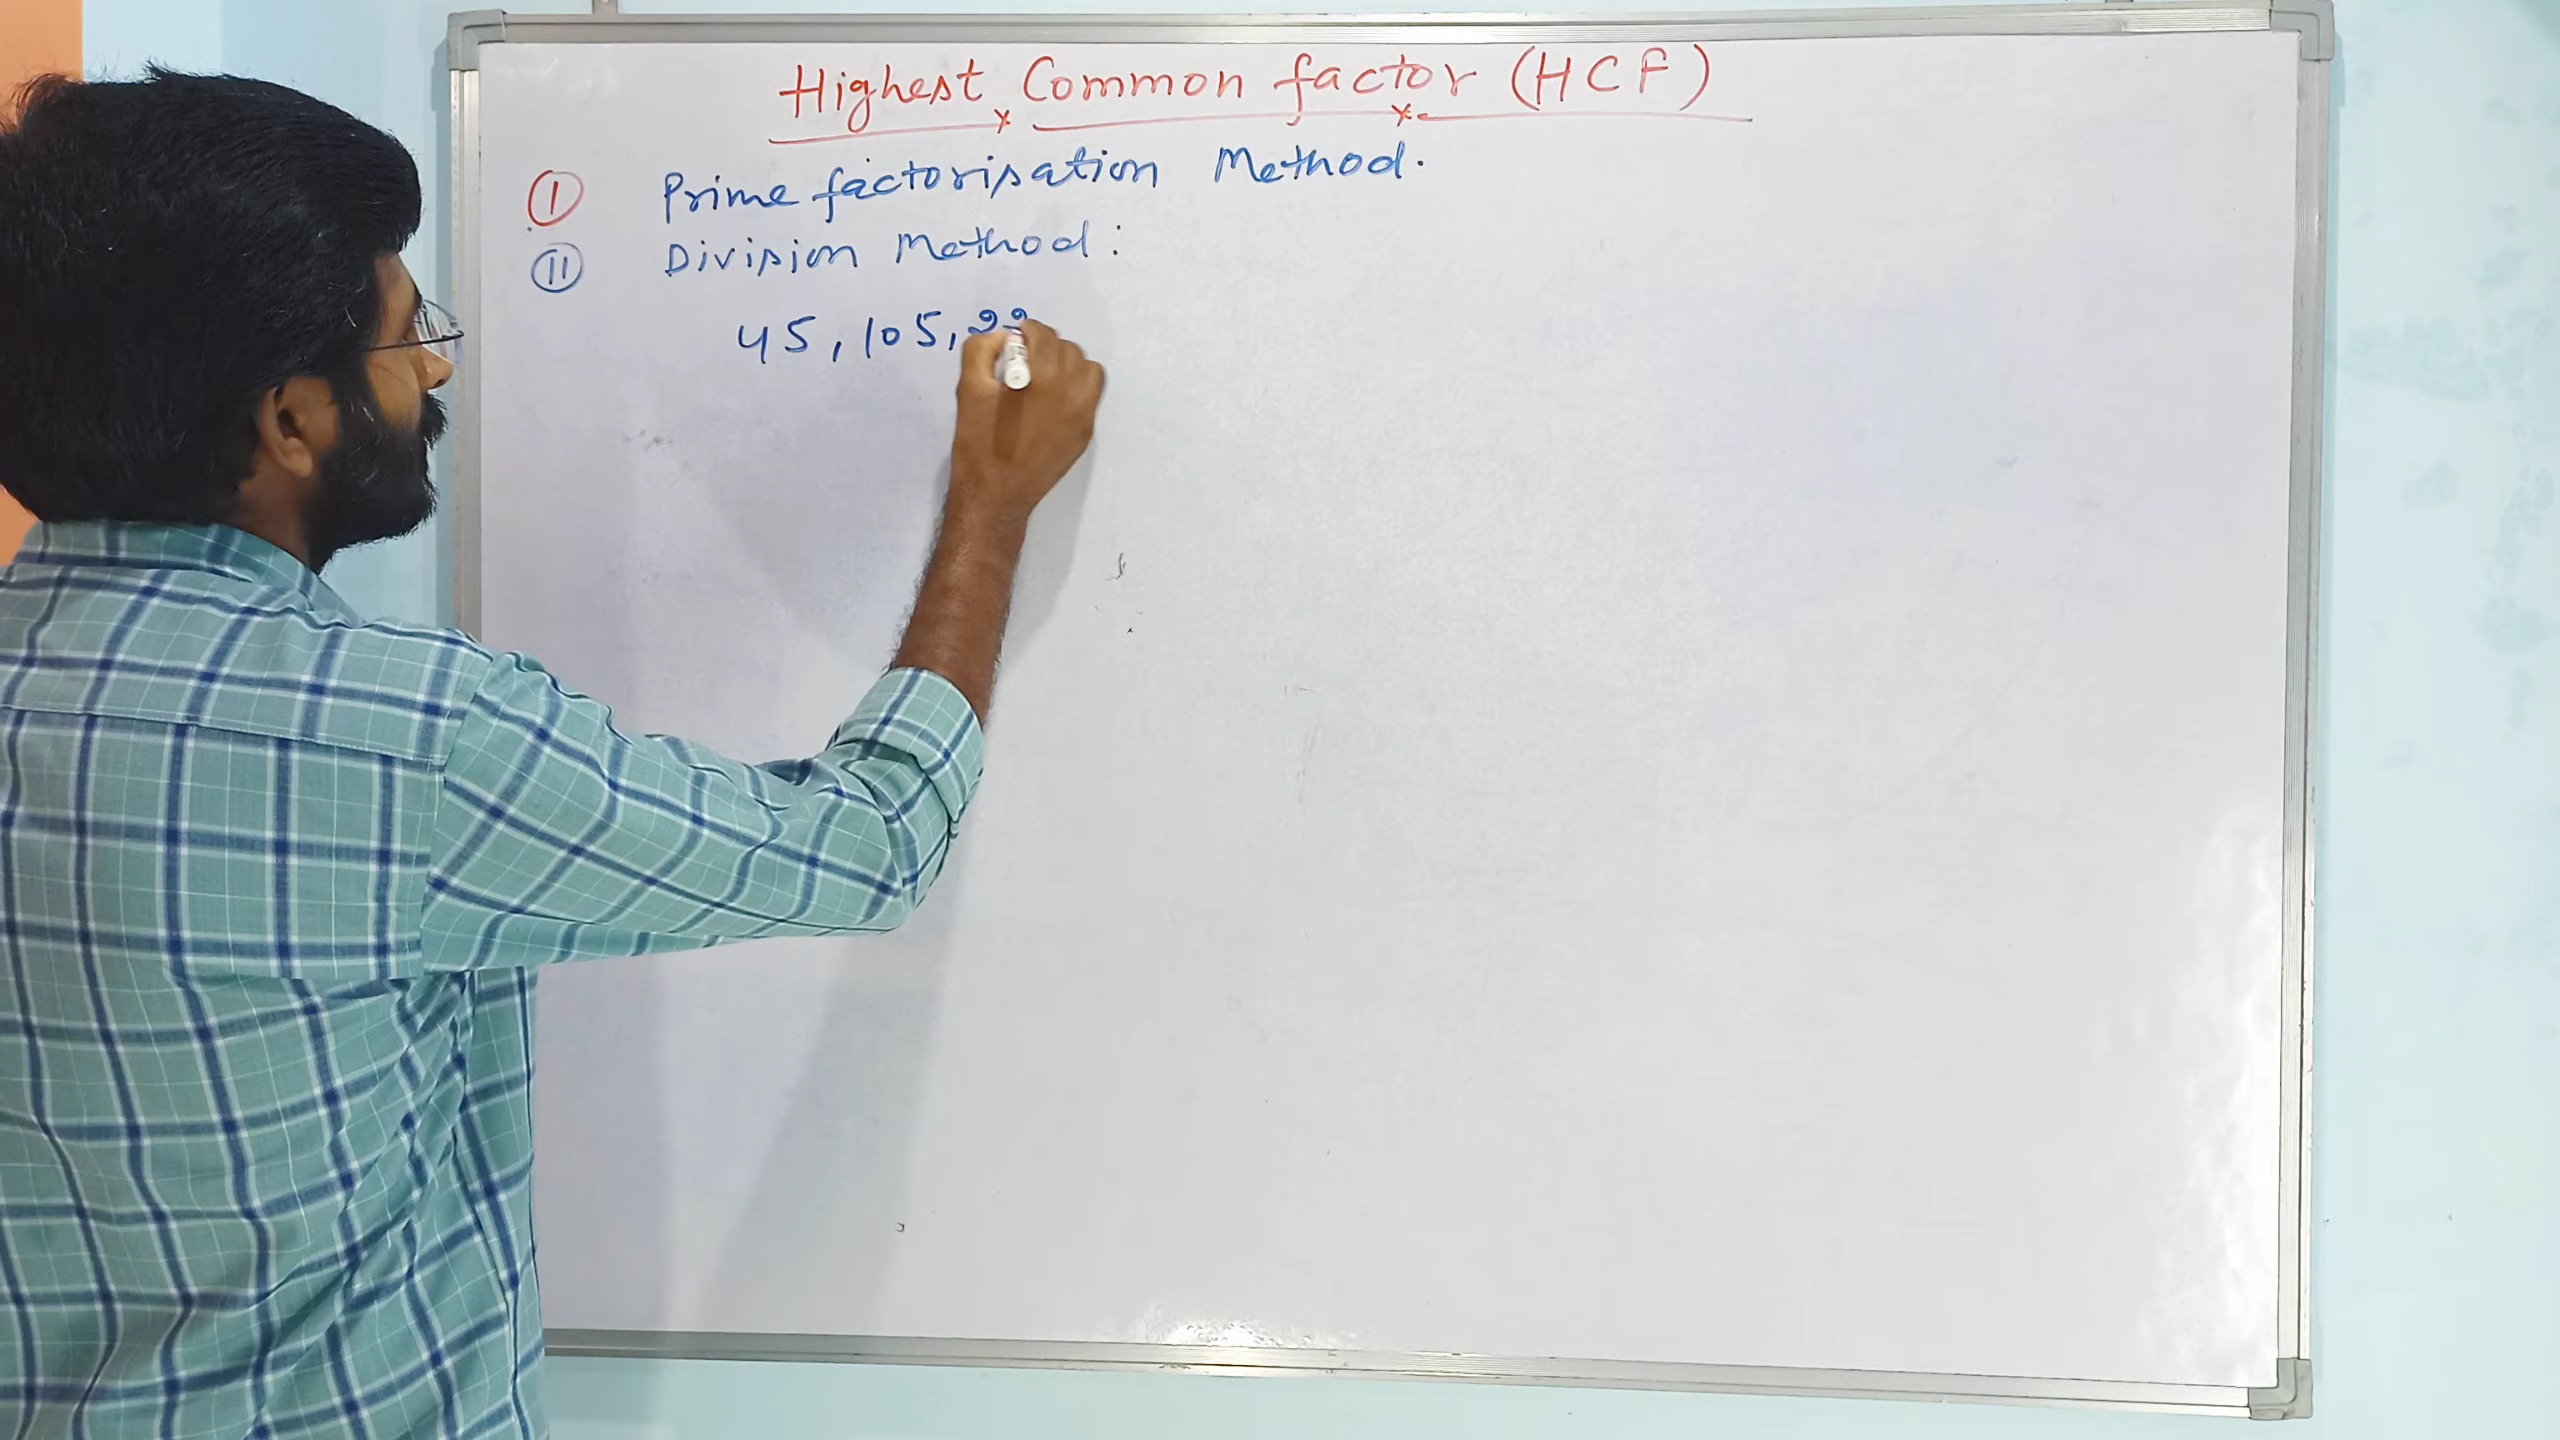 Highest Common factor (HCF)
I Prime factorisation Method.
II Division Method:
45, 105,